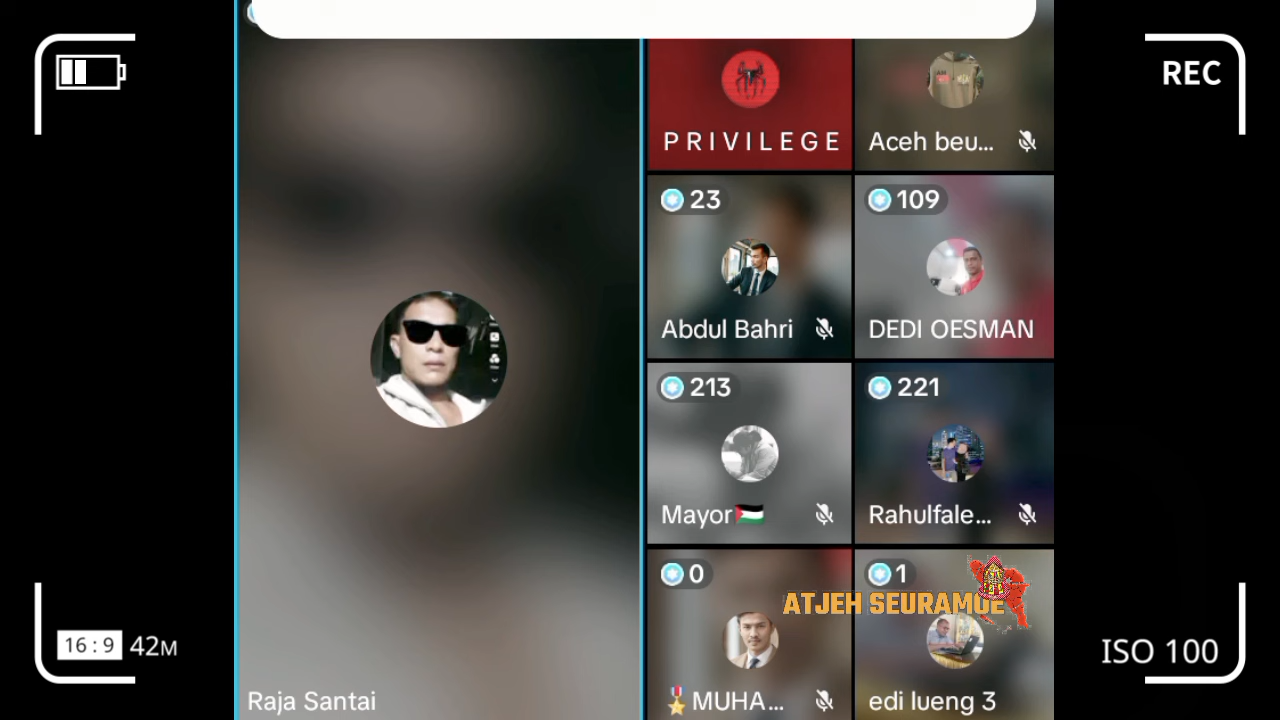 REC
PRIVILEGE
Aceh beu...
23
109
Abdul Bahri
DEDI OESMAN
213
221
Mayor🇵🇸
Rahulfale...
0
1
ATJEH SEURAMOE
16:9 42M
ISO 100
Raja Santai
🎖MUHA...
edi lueng 3